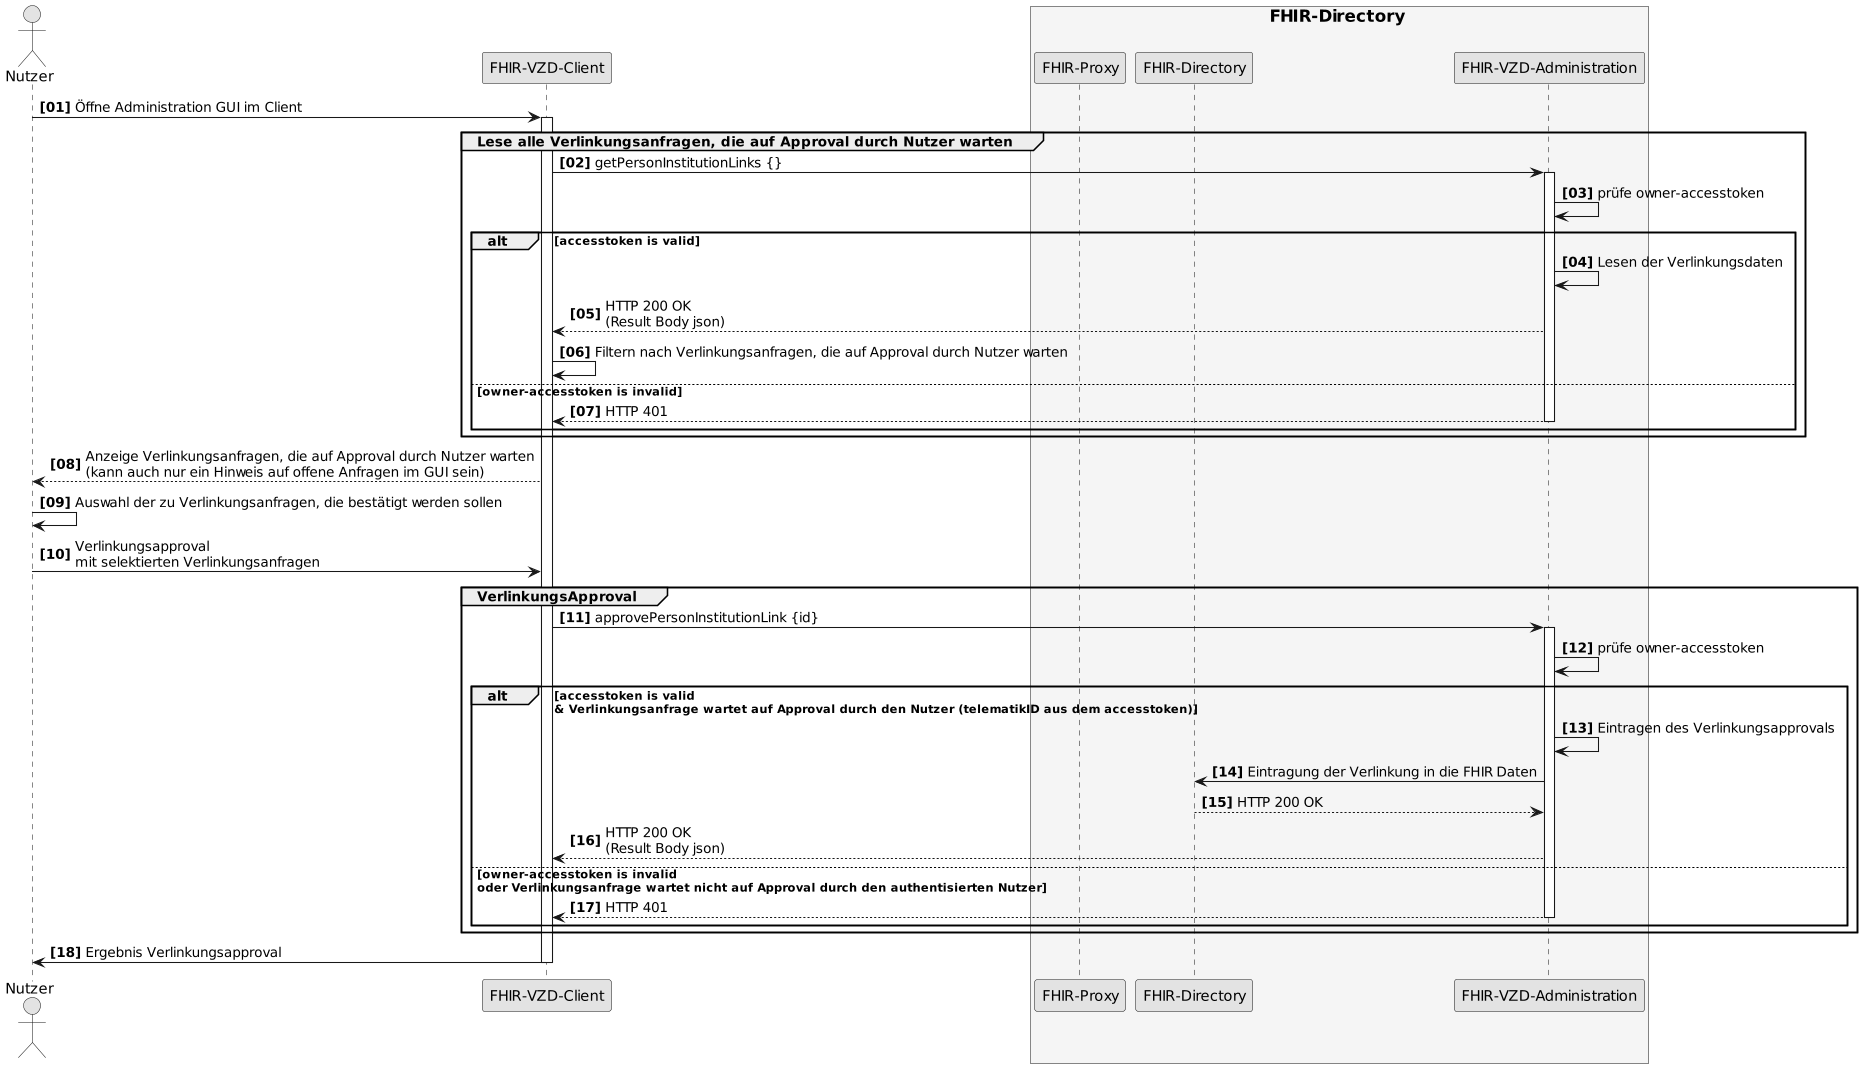 FHIR-Directory
Nutzer
FHIR-VZD-Client
FHIR-Proxy
FHIR-Directory
FHIR-VZD-Administration
[01] Öffne Administration GUI im Client
Lese alle Verlinkungsanfragen, die auf Approval durch Nutzer warten
[02] getPersonInstitutionLinks {}
[03] prüfe owner-accesstoken
alt [accesstoken is valid]
[04] Lesen der Verlinkungsdaten
[05] HTTP 200 OK
(Result Body json)
[06] Filtern nach Verlinkungsanfragen, die auf Approval durch Nutzer warten
[owner-accesstoken is invalid]
[07] HTTP 401
[08] Anzeige Verlinkungsanfragen, die auf Approval durch Nutzer warten
(kann auch nur ein Hinweis auf offene Anfragen im GUI sein)
[09] Auswahl der zu Verlinkungsanfragen, die bestätigt werden sollen
[10] Verlinkungsapproval
mit selektierten Verlinkungsanfragen
VerlinkungsApproval
[11] approvePersonInstitutionLink {id}
[12] prüfe owner-accesstoken
alt [accesstoken is valid
& Verlinkungsanfrage wartet auf Approval durch den Nutzer (telematikID aus dem accesstoken)]
[13] Eintragen des Verlinkungsapprovals
[14] Eintragung der Verlinkung in die FHIR Daten
[15] HTTP 200 OK
[16] HTTP 200 OK
(Result Body json)
[owner-accesstoken is invalid
oder Verlinkungsanfrage wartet nicht auf Approval durch den authentisierten Nutzer]
[17] HTTP 401
[18] Ergebnis Verlinkungsapproval
Nutzer
FHIR-VZD-Client
FHIR-Proxy
FHIR-Directory
FHIR-VZD-Administration